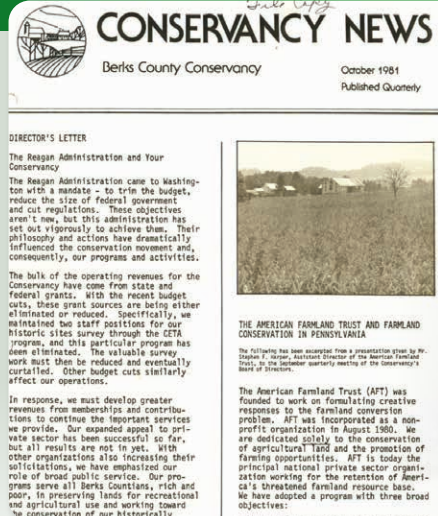 File Copy
CONSERVANCY NEWS
Berks County Conservancy
October 1981
Published Quarterly
DIRECTOR'S LETTER
The Reagan Administration and Your
Conservancy
The Reagan Administration came to Washing-
ton with a mandate - to trim the budget,
reduce the size of federal government
and cut regulations. These objectives
aren't new, but this administration has
set out vigorously to achieve them. Their
philosophy and actions have dramatically
influenced the conservation movement and,
consequently, our programs and activities.
The bulk of the operating revenues for the
Conservancy have come from state and
federal grants. With the recent budget
cuts, these grant sources are being either
eliminated or reduced. Specifically, we
maintained two staff positions for our
historic sites survey through the CETA
program, and this particular program has
been eliminated. The valuable survey
work must then be reduced and eventually
curtailed. Other budget cuts similarly
affect our operations.
In response, we must develop greater
revenues from memberships and contribu-
tions to continue the important services
we provide. Our expanded appeal to pri-
vate sector has been successful so far,
but all results are not in yet. With
other organizations also increasing their
solicitations, we have emphasized our
role of broad public service. Our pro-
grams serve all Berks Countians, rich and
poor, in preserving lands for recreational
and agricultural use and working toward
the conservation of our historically
THE AMERICAN FARMLAND TRUST AND FARMLAND
CONSERVATION IN PENNSYLVANIA
The following has been excerpted from a presentation given by Mr.
Stephen F. Harper, Assistant Director of the American Farmland
Trust, to the September quarterly meeting of the Conservancy's
Board of Directors.
The American Farmland Trust (AFT) was
founded to work on formulating creative
responses to the farmland conversion
problem. AFT was incorporated as a non-
profit organization in August 1980. We
are dedicated solely to the conservation
of agricultural land and the promotion of
farming opportunities. AFT is today the
principal national private sector organi-
zation working for the retention of Ameri-
ca's threatened farmland resource base.
We have adopted a program with three broad
objectives: